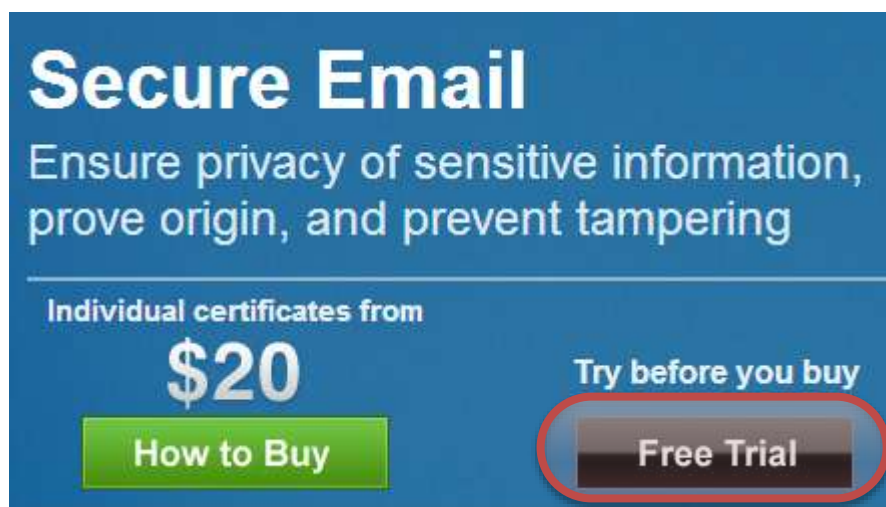 Secure Email
Ensure privacy of sensitive information,
prove origin, and prevent tampering
Individual certificates from
$20
Try before you buy
How to Buy
Free Trial